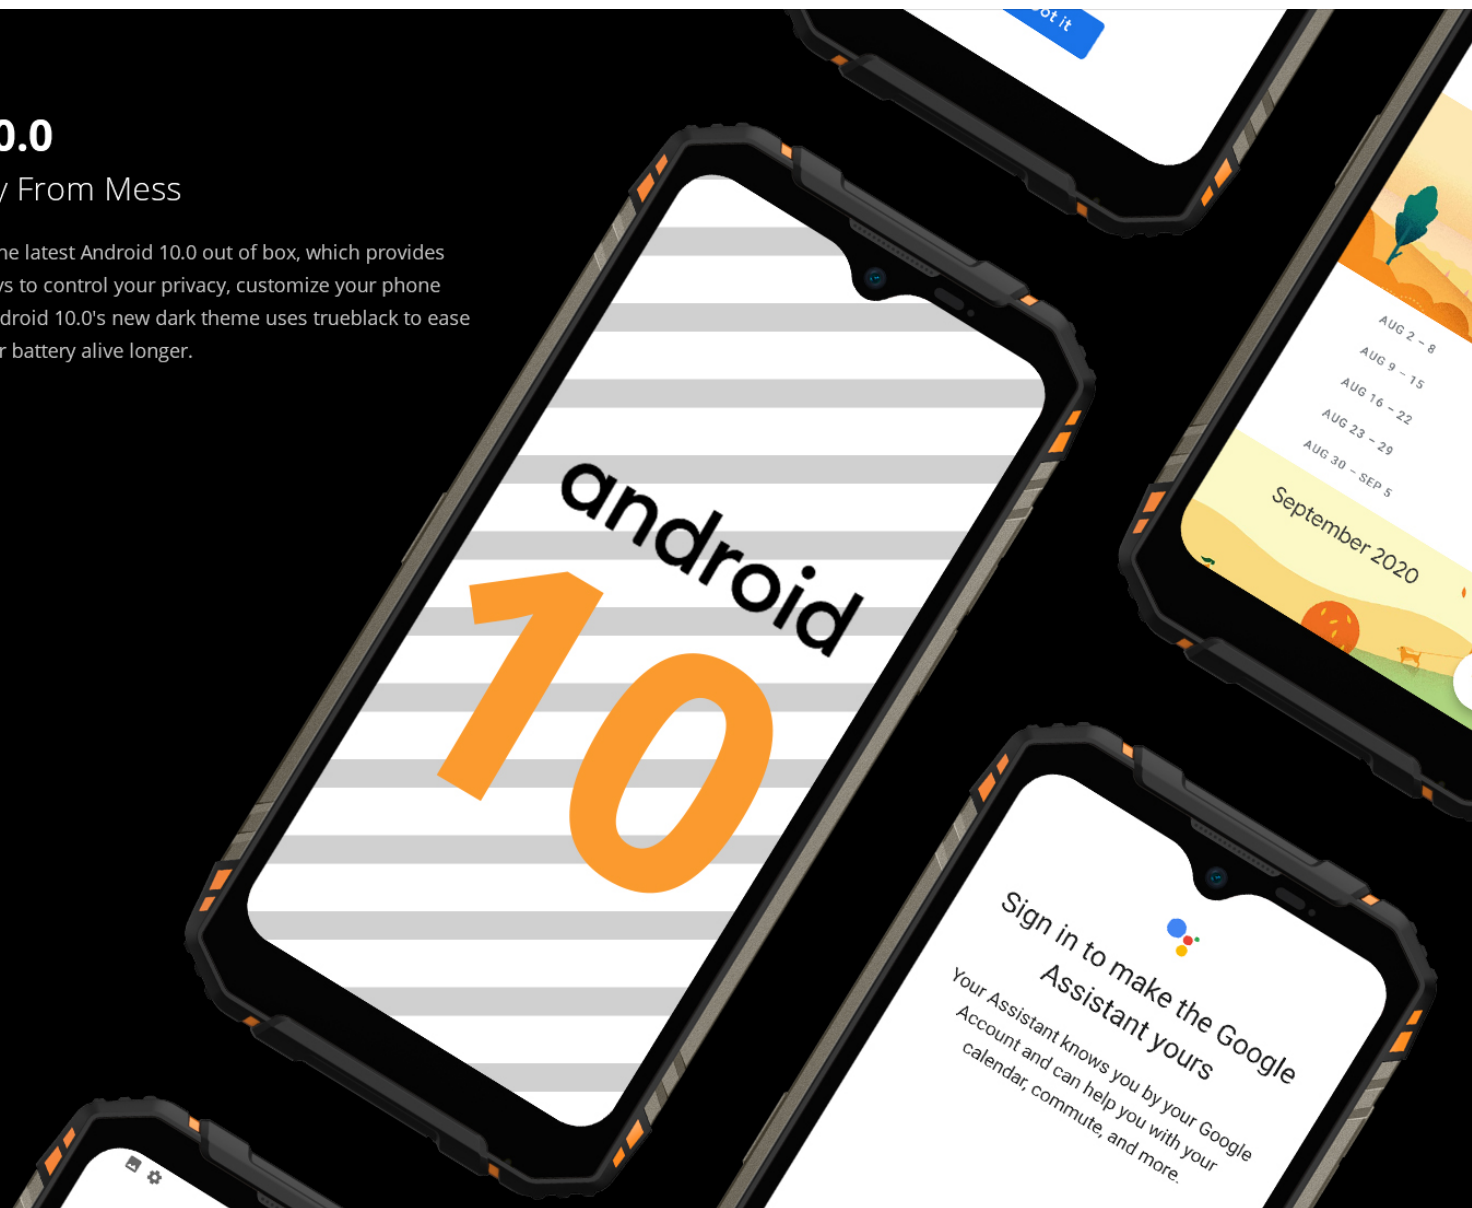 ot it
0.0
y From Mess
he latest Android 10.0 out of box, which provides
ys to control your privacy, customize your phone
droid 10.0's new dark theme uses trueblack to ease
r battery alive longer.
android
10
AUG 2 – 8
AUG 9 – 15
AUG 16 – 22
AUG 23 – 29
AUG 30 – SEP 5
September 2020
Sign in to make the Google
Assistant yours
Your Assistant knows you by your Google
Account and can help you with your
calendar, commute, and more.